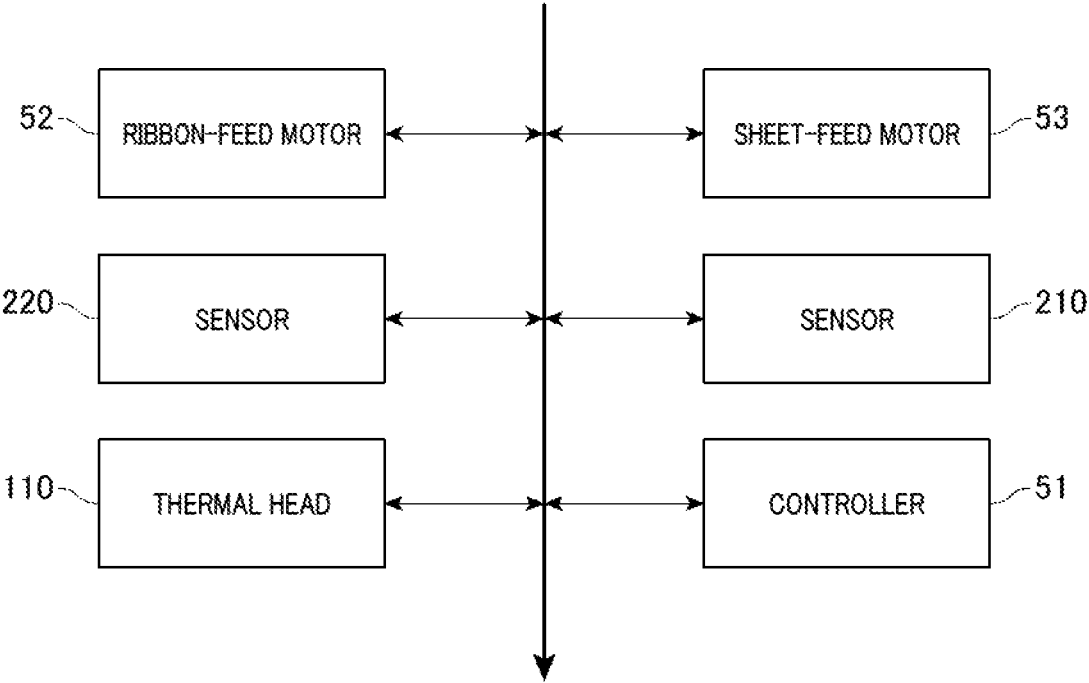 52
RIBBON-FEED MOTOR
SHEET-FEED MOTOR
53
220
SENSOR
SENSOR
210
110
THERMAL HEAD
CONTROLLER
51